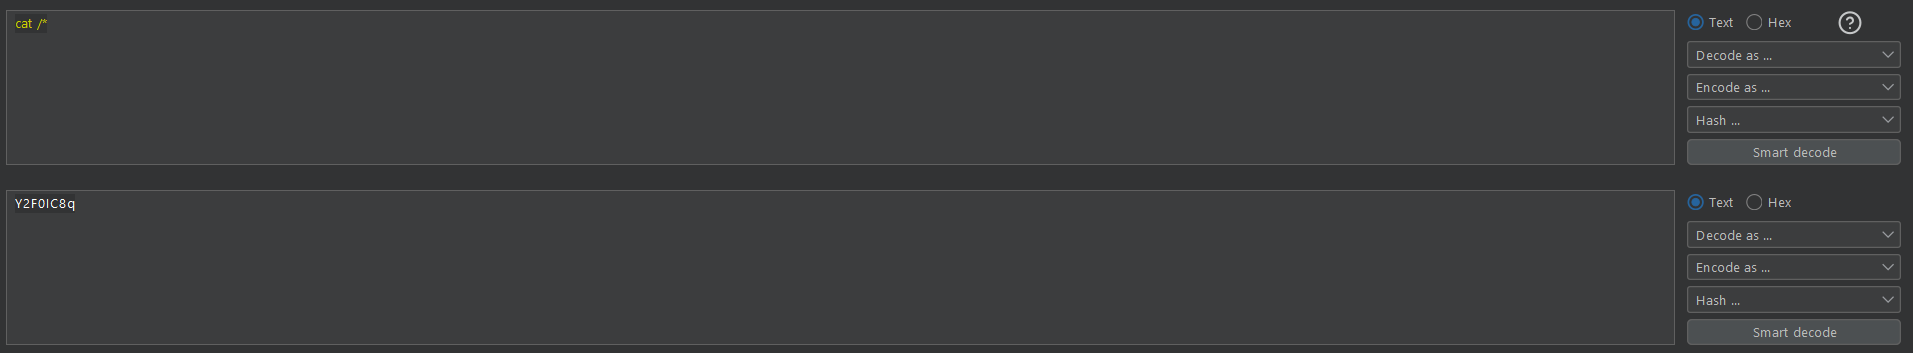 cat /*
Text Hex ?
Decode as ...
Encode as ...
Hash ...
Smart decode
Y2F0IC8q
Text Hex
Decode as ...
Encode as ...
Hash ...
Smart decode